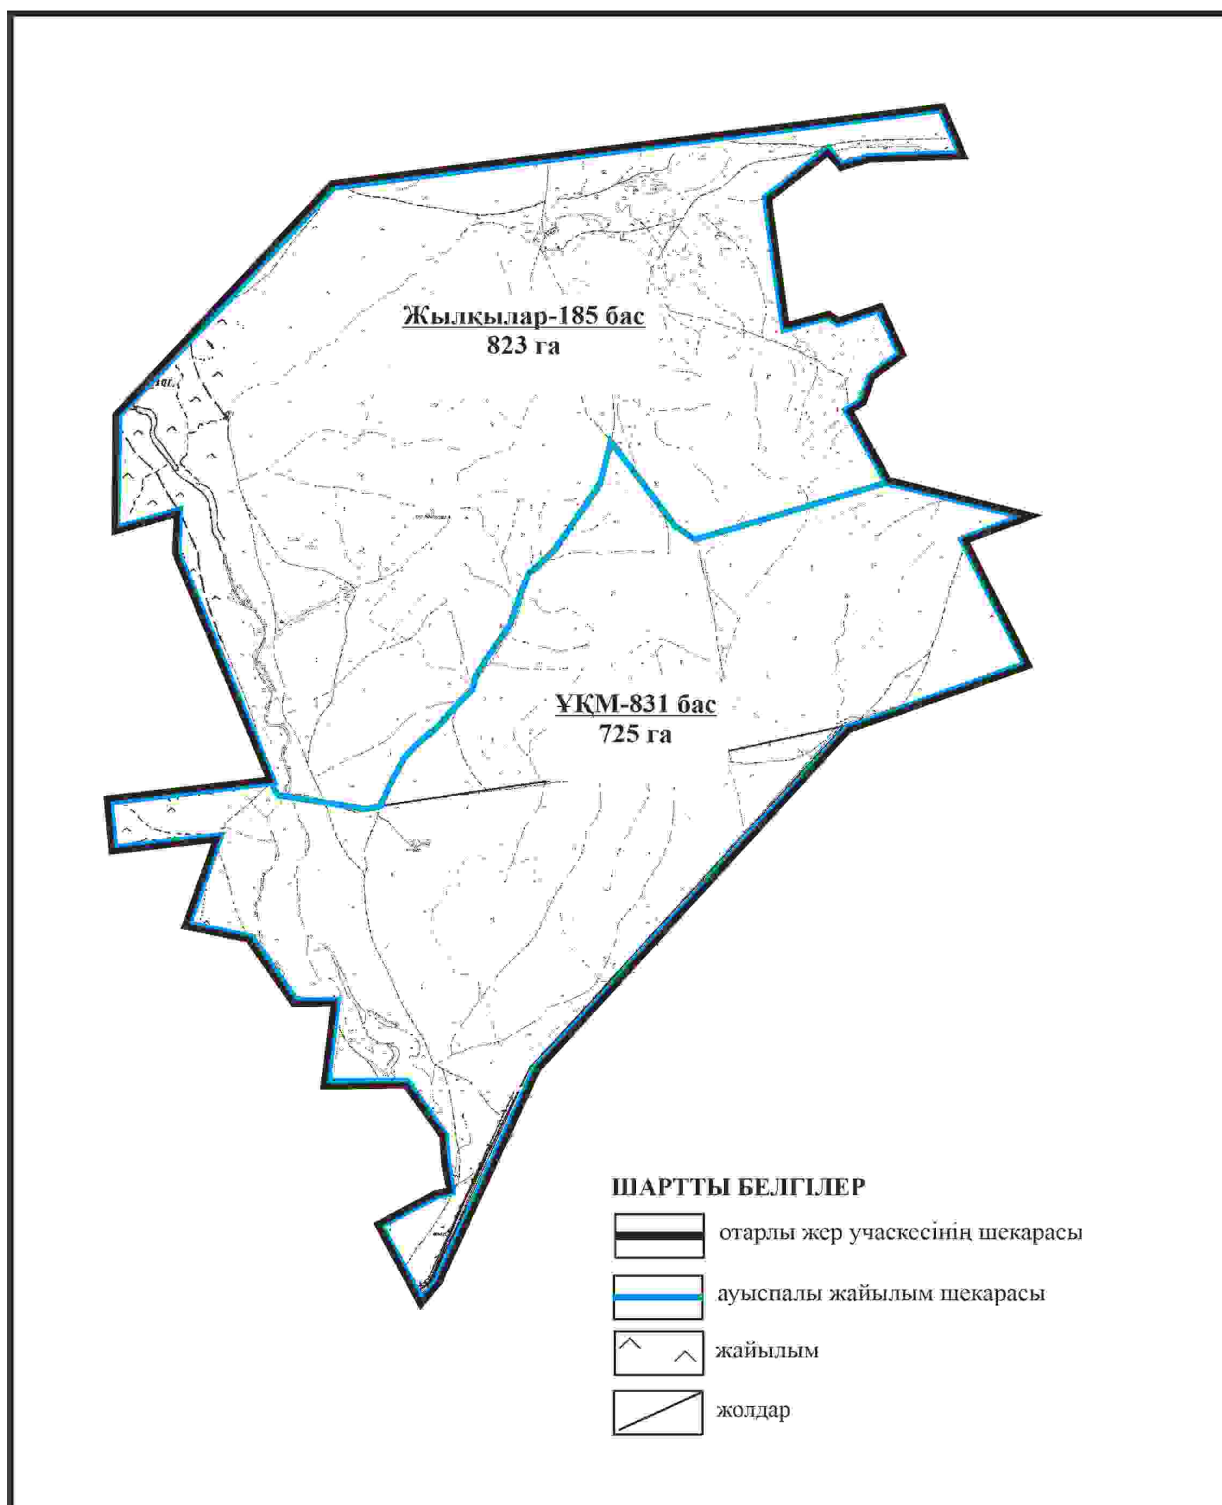 Жылқылар-185 бас
823 га
ҰҚМ-831 бас
725 га
ШАРТТЫ БЕЛГІЛЕР
отарлы жер учаскесінің шекарасы
ауыспалы жайылым шекарасы
жайылым
жолдар